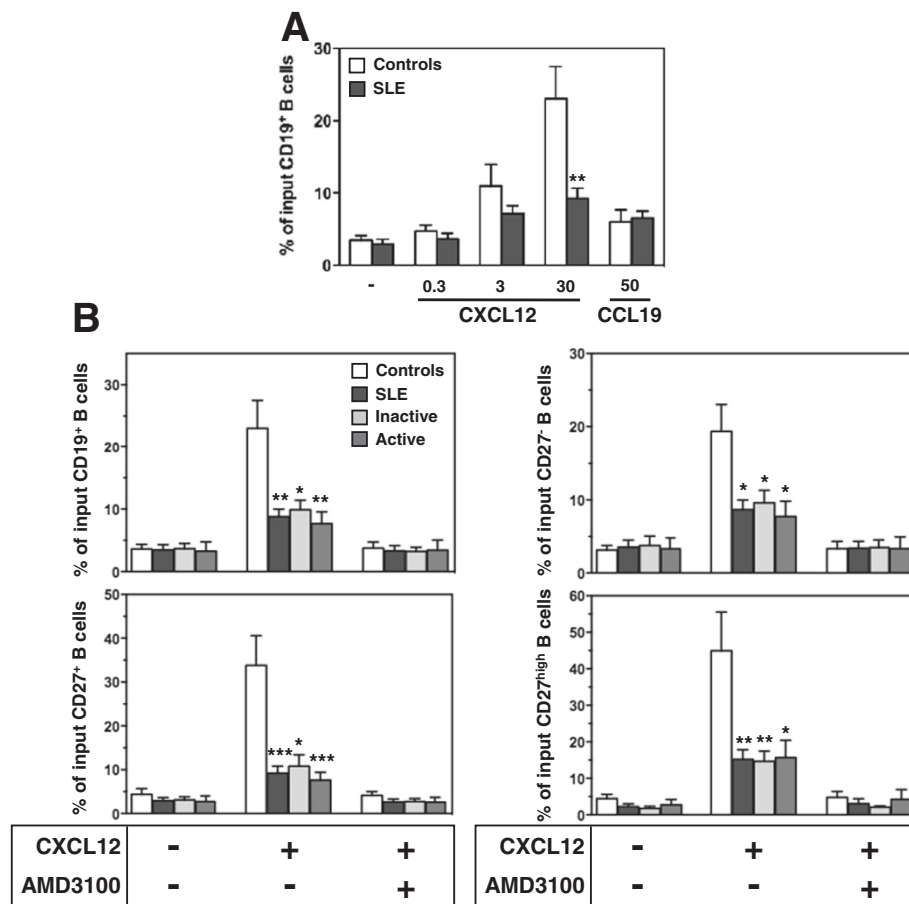 A
% of input CD19+ B cells
30
20
10
0
Controls
SLE
**
- 0.3 3 30 50
CXCL12 CCL19
B
% of input CD19+ B cells
30
20
10
0
Controls
SLE
Inactive
Active
** * **
% of input CD27- B cells
30
20
10
0
* * *
% of input CD27+ B cells
50
40
30
20
10
0
*** * ***
% of input CD27high B cells
60
50
40
30
20
10
0
** ** *
CXCL12 - + +
AMD3100 - - +
CXCL12 - + +
AMD3100 - - +